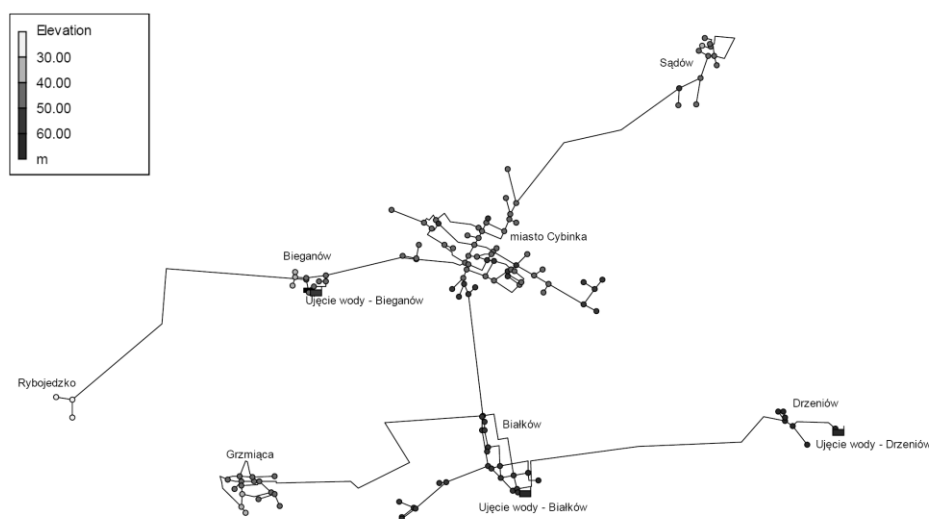 Elevation
30.00
40.00
50.00
60.00
m
Sądów
miasto Cybinka
Bieganów
Ujęcie wody - Bieganów
Rybojedzko
Drzeniów
Białków
Ujęcie wody - Drzeniów
Grzmiąca
Ujęcie wody - Białków